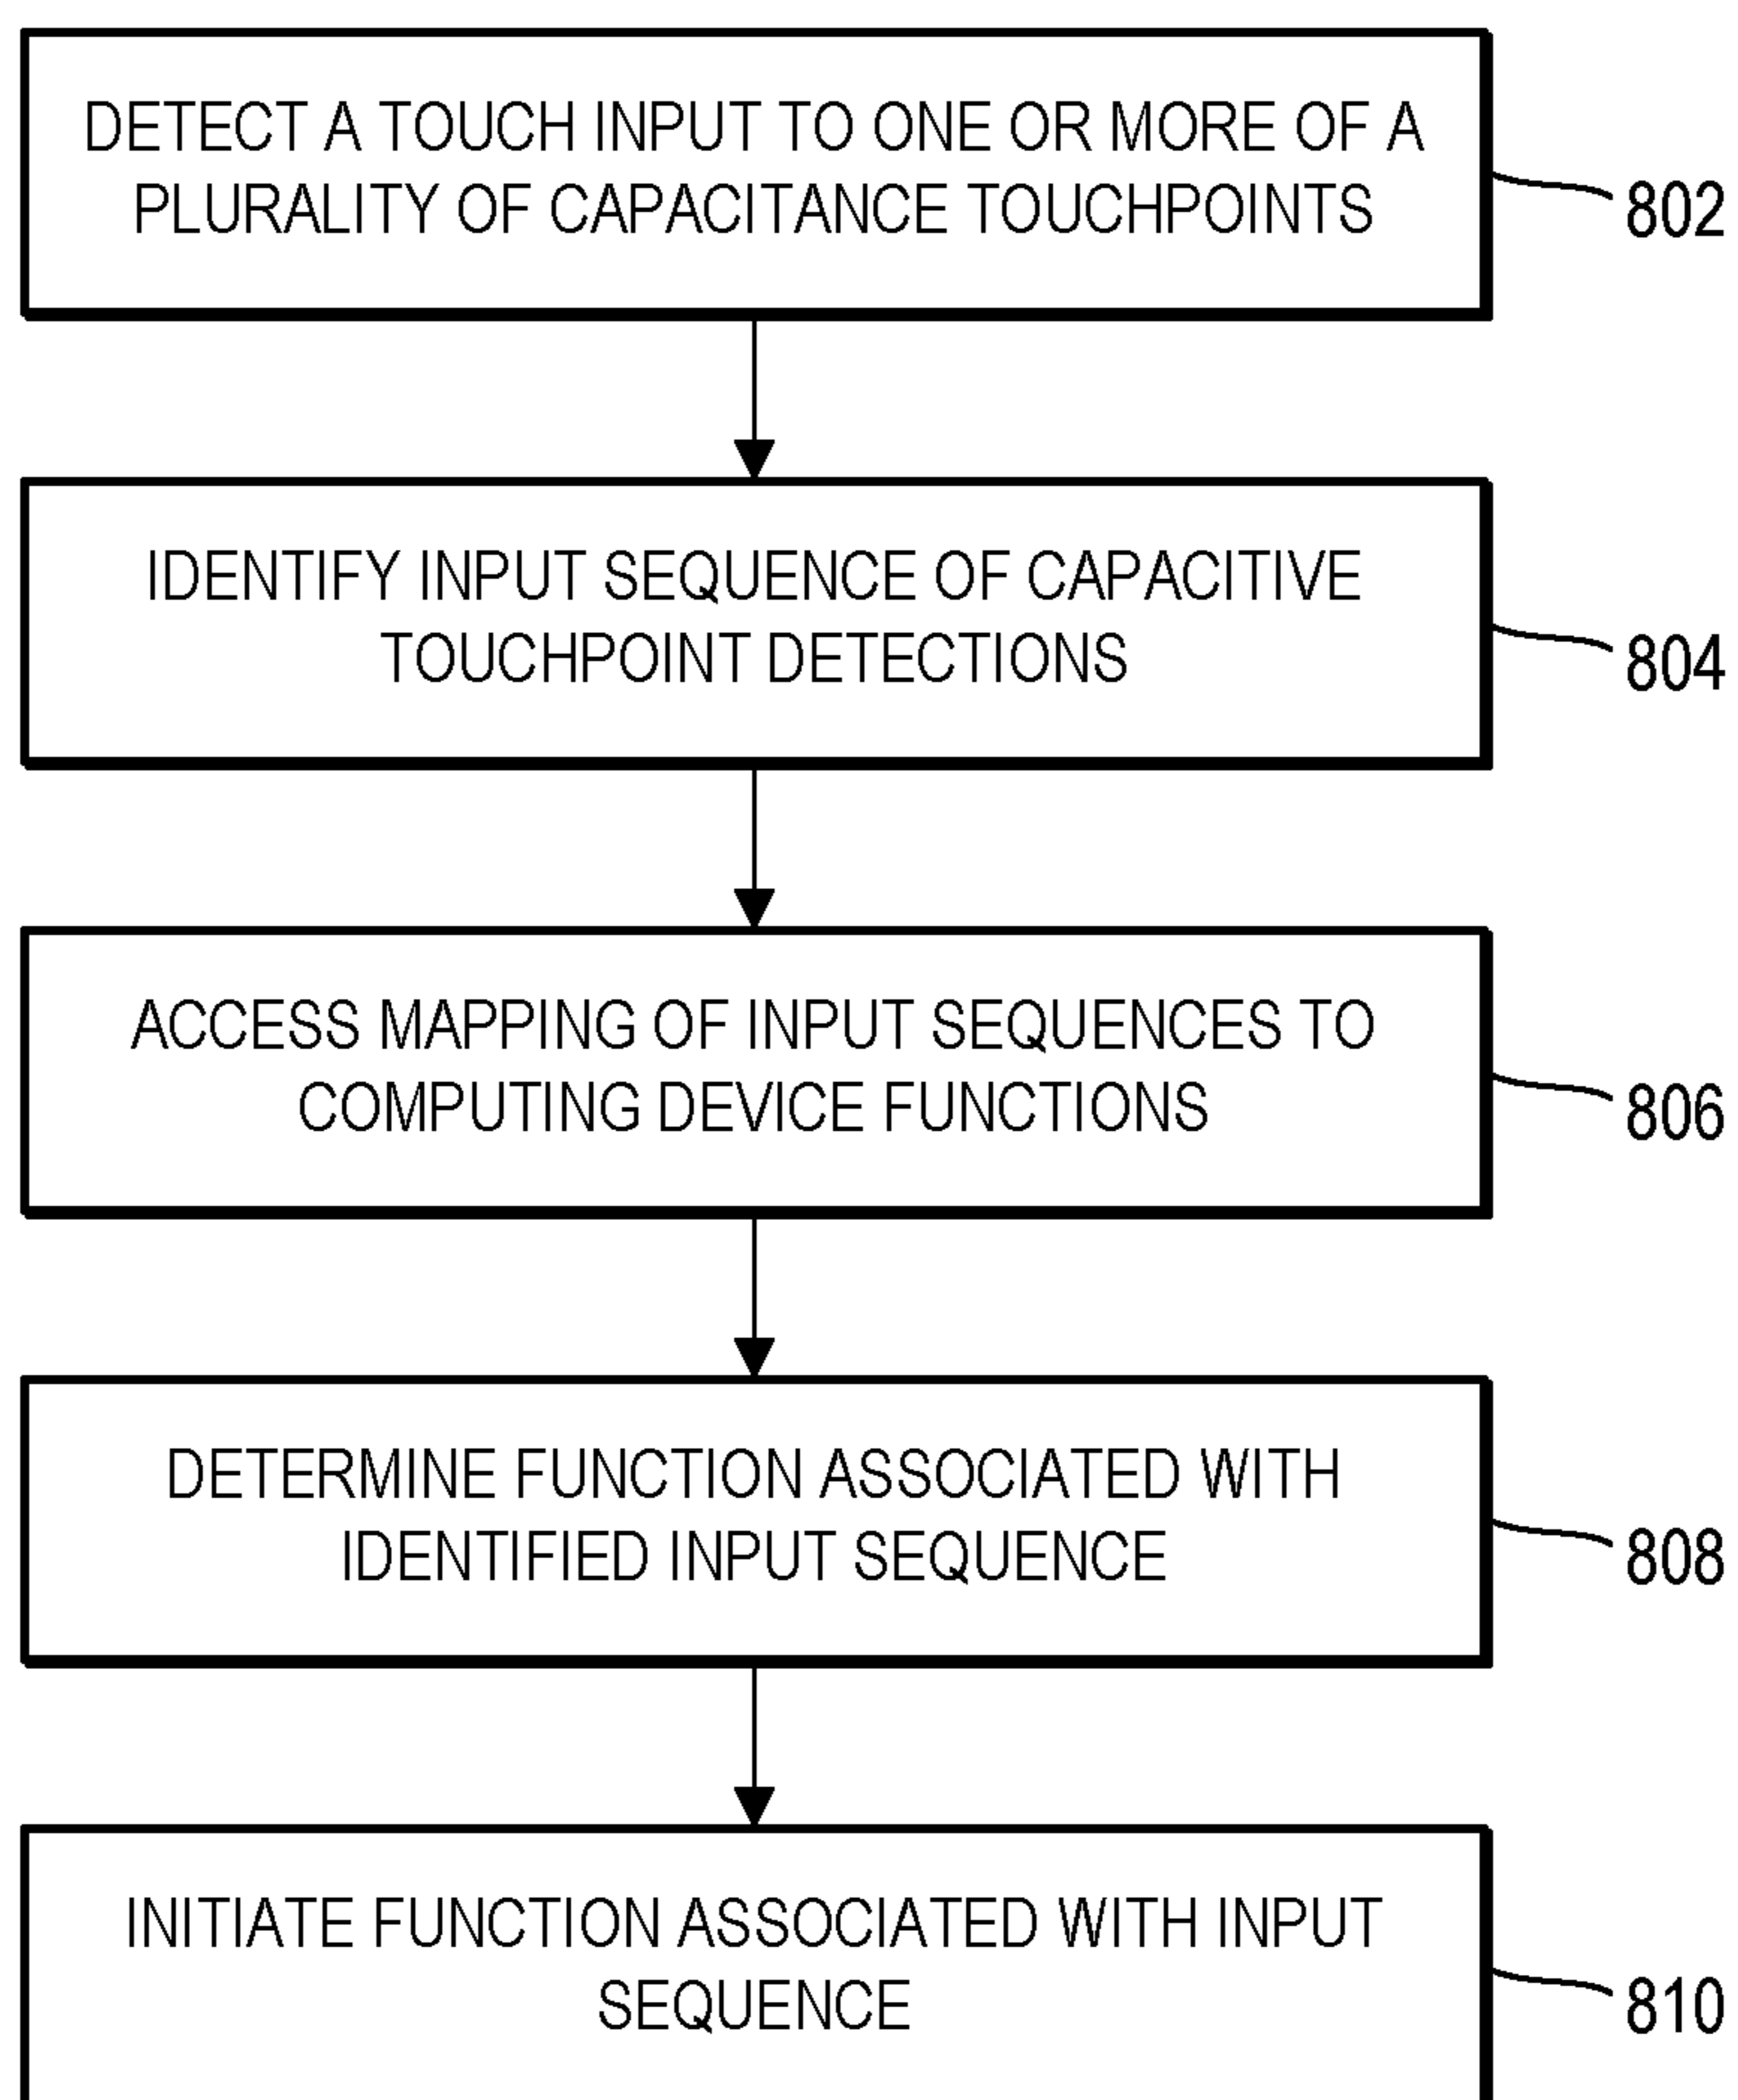 DETECT A TOUCH INPUT TO ONE OR MORE OF A
PLURALITY OF CAPACITANCE TOUCHPOINTS
802
IDENTIFY INPUT SEQUENCE OF CAPACITIVE
TOUCHPOINT DETECTIONS
804
ACCESS MAPPING OF INPUT SEQUENCES TO
COMPUTING DEVICE FUNCTIONS
806
DETERMINE FUNCTION ASSOCIATED WITH
IDENTIFIED INPUT SEQUENCE
808
INITIATE FUNCTION ASSOCIATED WITH INPUT
SEQUENCE
810